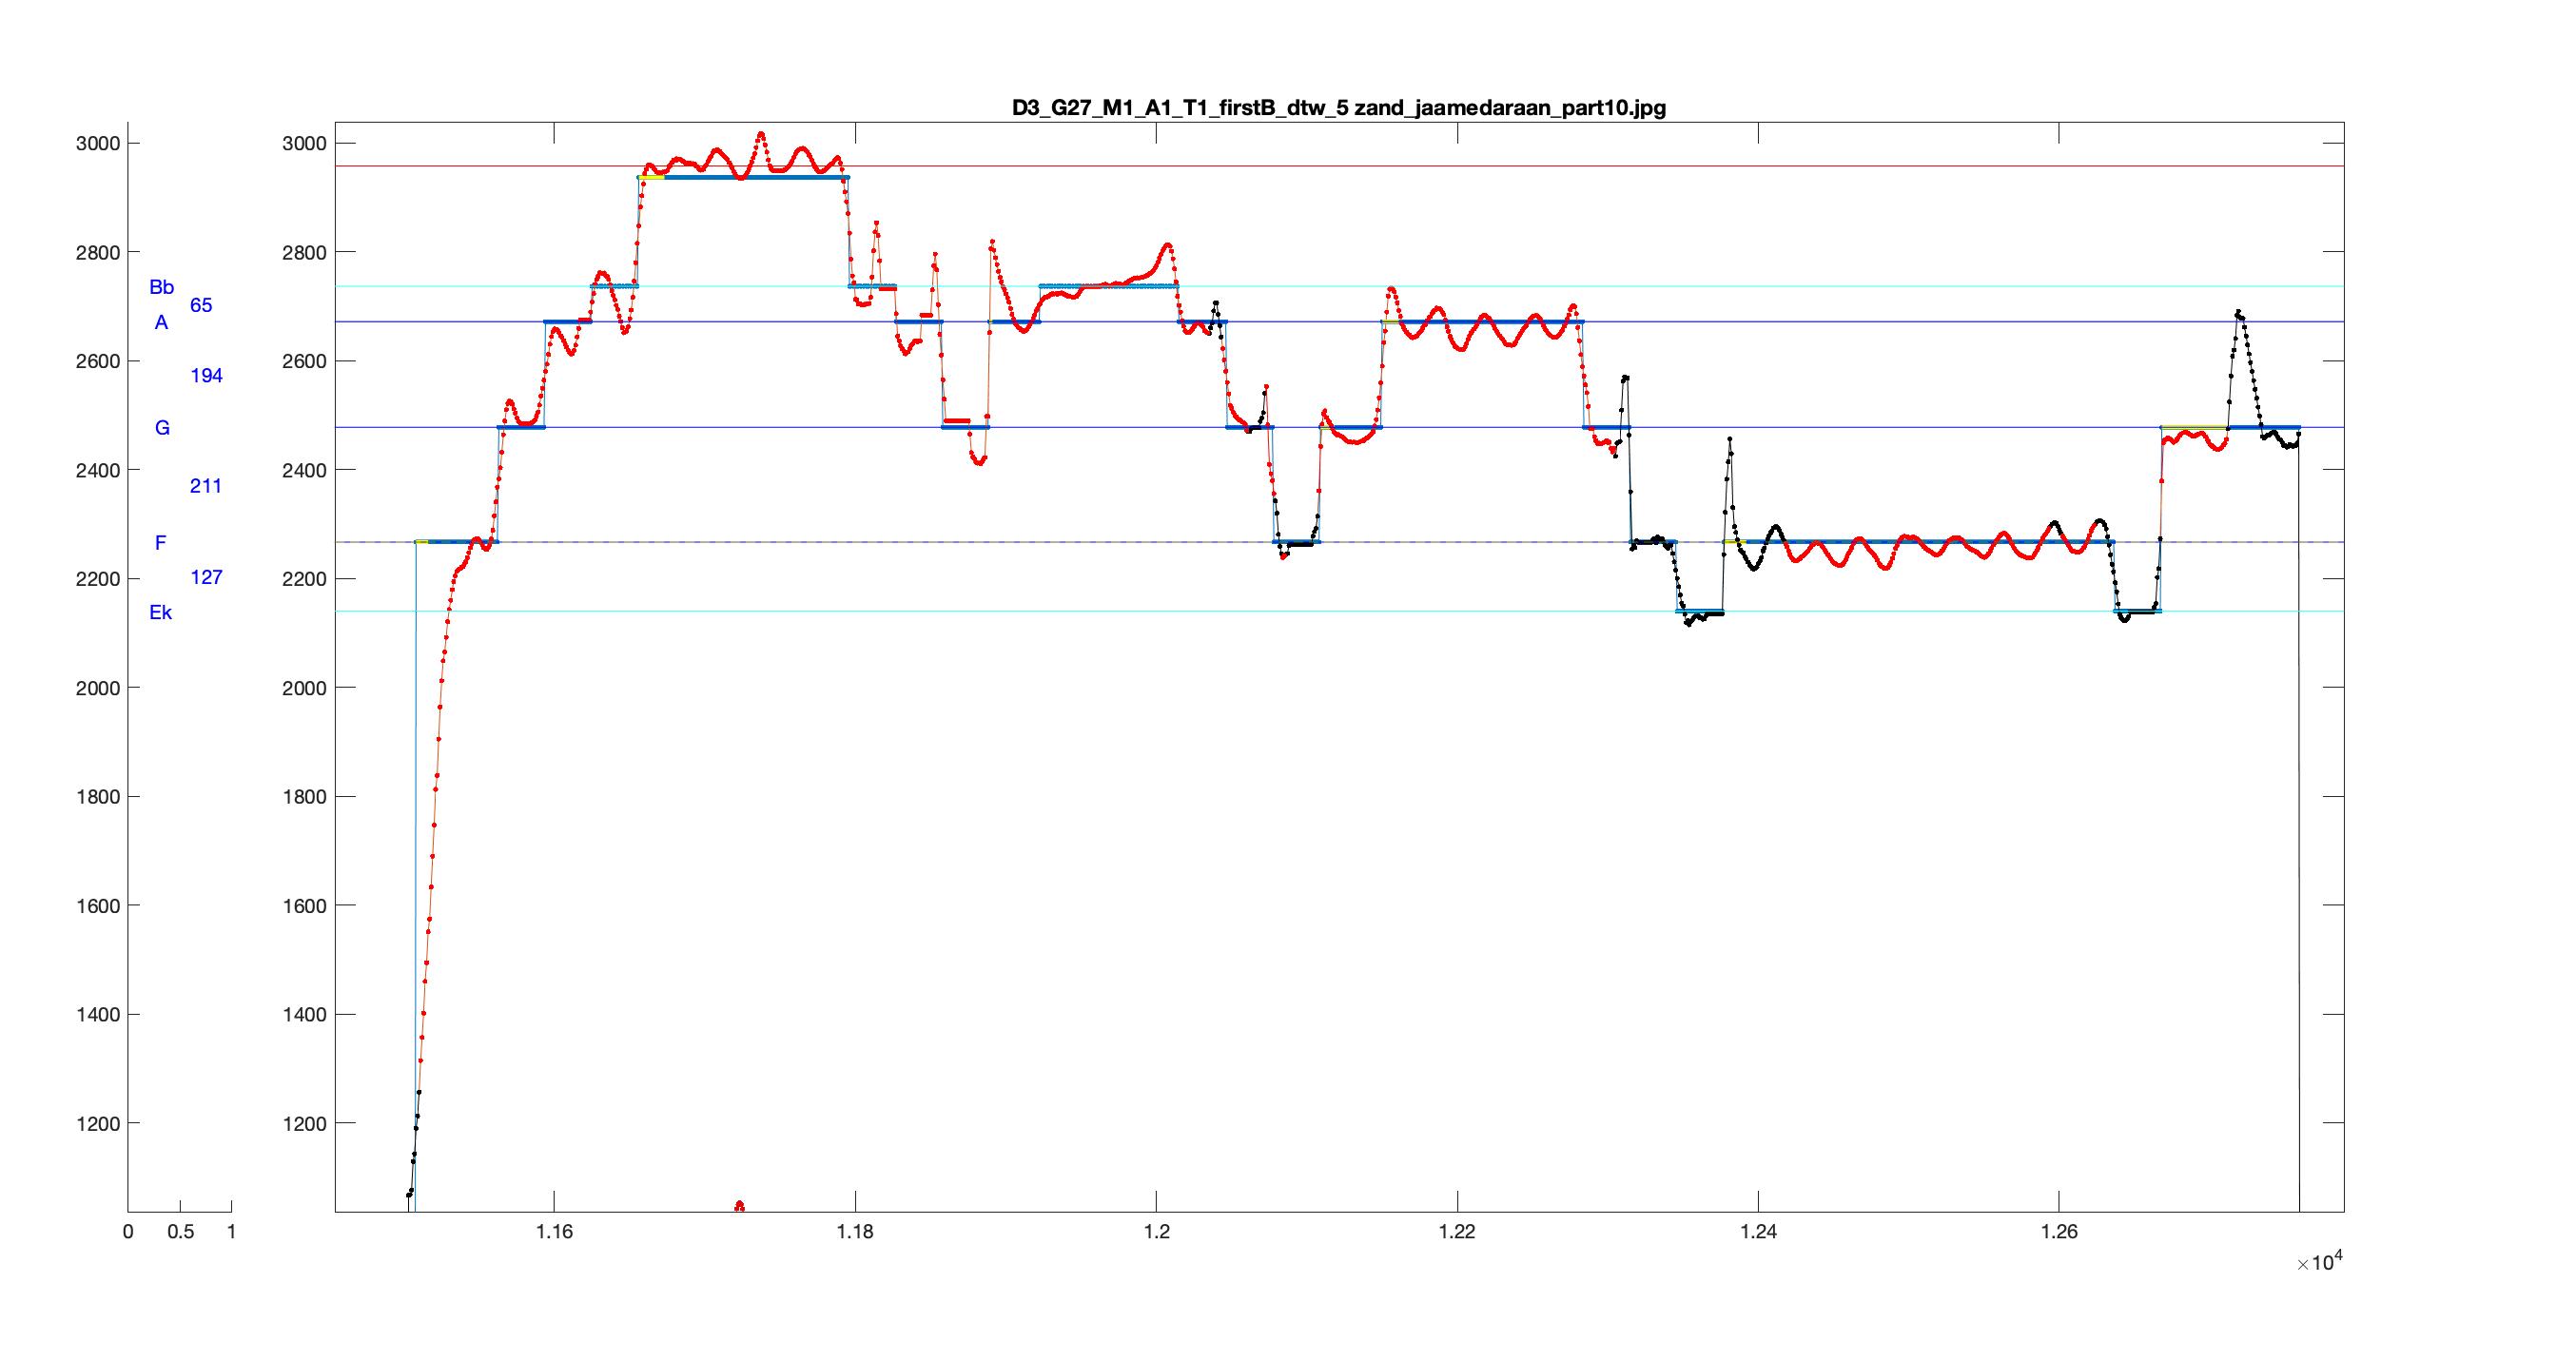 D3_G27_M1_A1_T1_firstB_dtw_5 zand_jaamedaraan_part10.jpg
3000 3000
2800 2800
Bb
65
A
2600 2600
194
G
2400 2400
211
F
2200 2200
127
Ek
2000 2000
1800 1800
1600 1600
1400 1400
1200 1200
0 0.5 1 1.16 1.18 1.2 1.22 1.24 1.26
×10^4